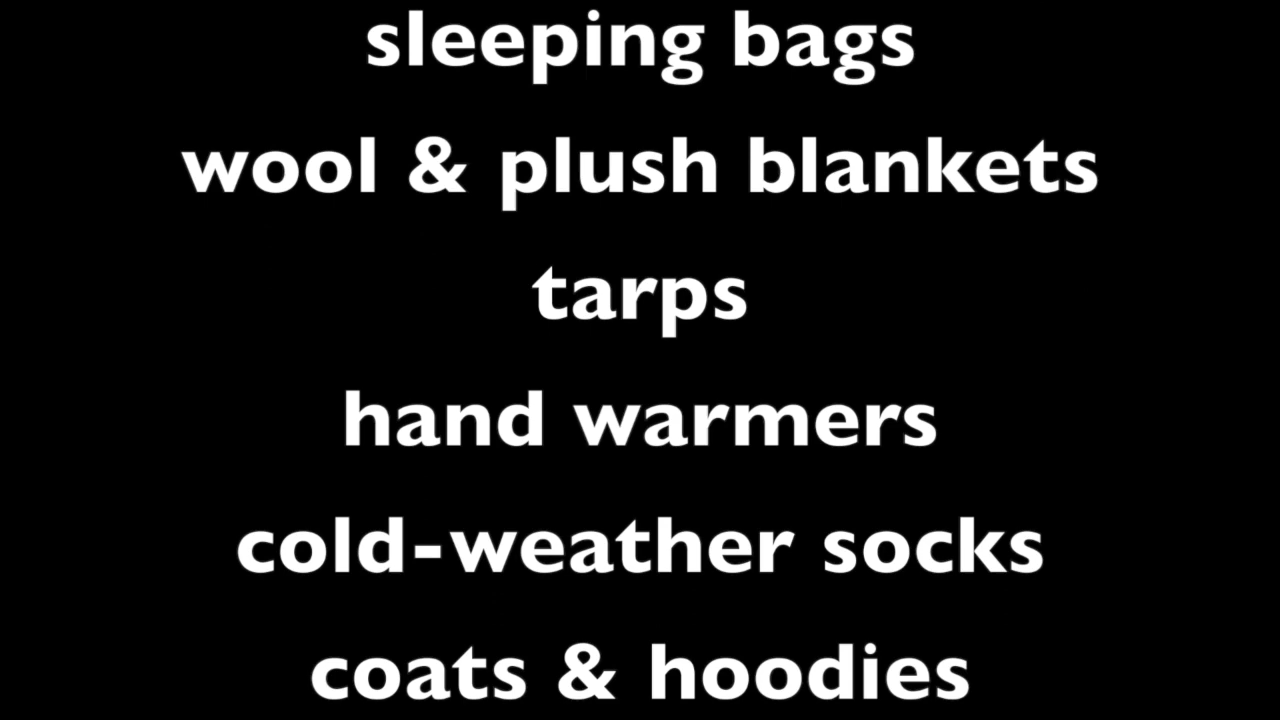 sleeping bags
wool & plush blankets
tarps
hand warmers
cold-weather socks
coats & hoodies